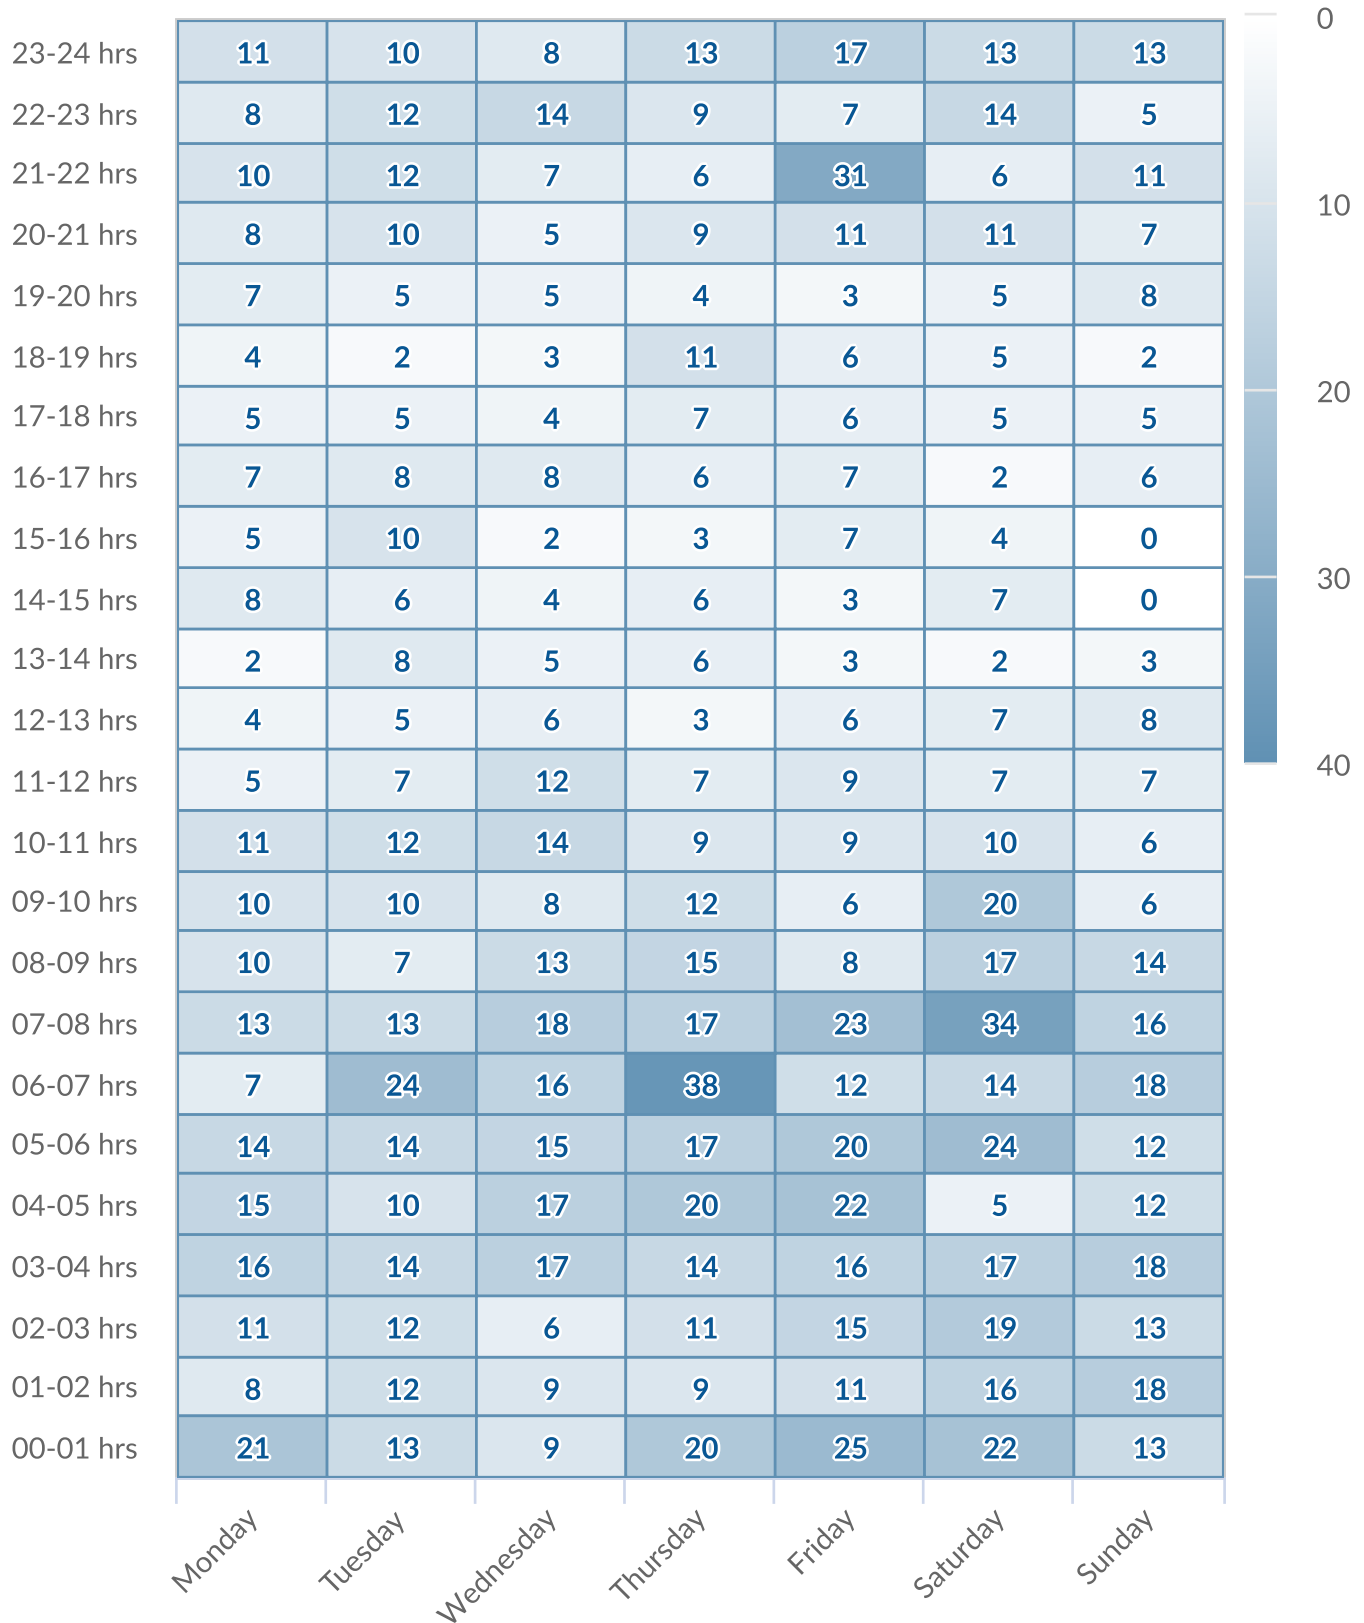 23-24 hrs 11 10 8 13 17 13 13
22-23 hrs 8 12 14 9 7 14 5
21-22 hrs 10 12 7 6 31 6 11
20-21 hrs 8 10 5 9 11 11 7
19-20 hrs 7 5 5 4 3 5 8
18-19 hrs 4 2 3 11 6 5 2
17-18 hrs 5 5 4 7 6 5 5
16-17 hrs 7 8 8 6 7 2 6
15-16 hrs 5 10 2 3 7 4 0
14-15 hrs 8 6 4 6 3 7 0
13-14 hrs 2 8 5 6 3 2 3
12-13 hrs 4 5 6 3 6 7 8
11-12 hrs 5 7 12 7 9 7 7
10-11 hrs 11 12 14 9 9 10 6
09-10 hrs 10 10 8 12 6 20 6
08-09 hrs 10 7 13 15 8 17 14
07-08 hrs 13 13 18 17 23 34 16
06-07 hrs 7 24 16 38 12 14 18
05-06 hrs 14 14 15 17 20 24 12
04-05 hrs 15 10 17 20 22 5 12
03-04 hrs 16 14 17 14 16 17 18
02-03 hrs 11 12 6 11 15 19 13
01-02 hrs 8 12 9 9 11 16 18
00-01 hrs 21 13 9 20 25 22 13
Monday Tuesday Wednesday Thursday Friday Saturday Sunday
0
10
20
30
40